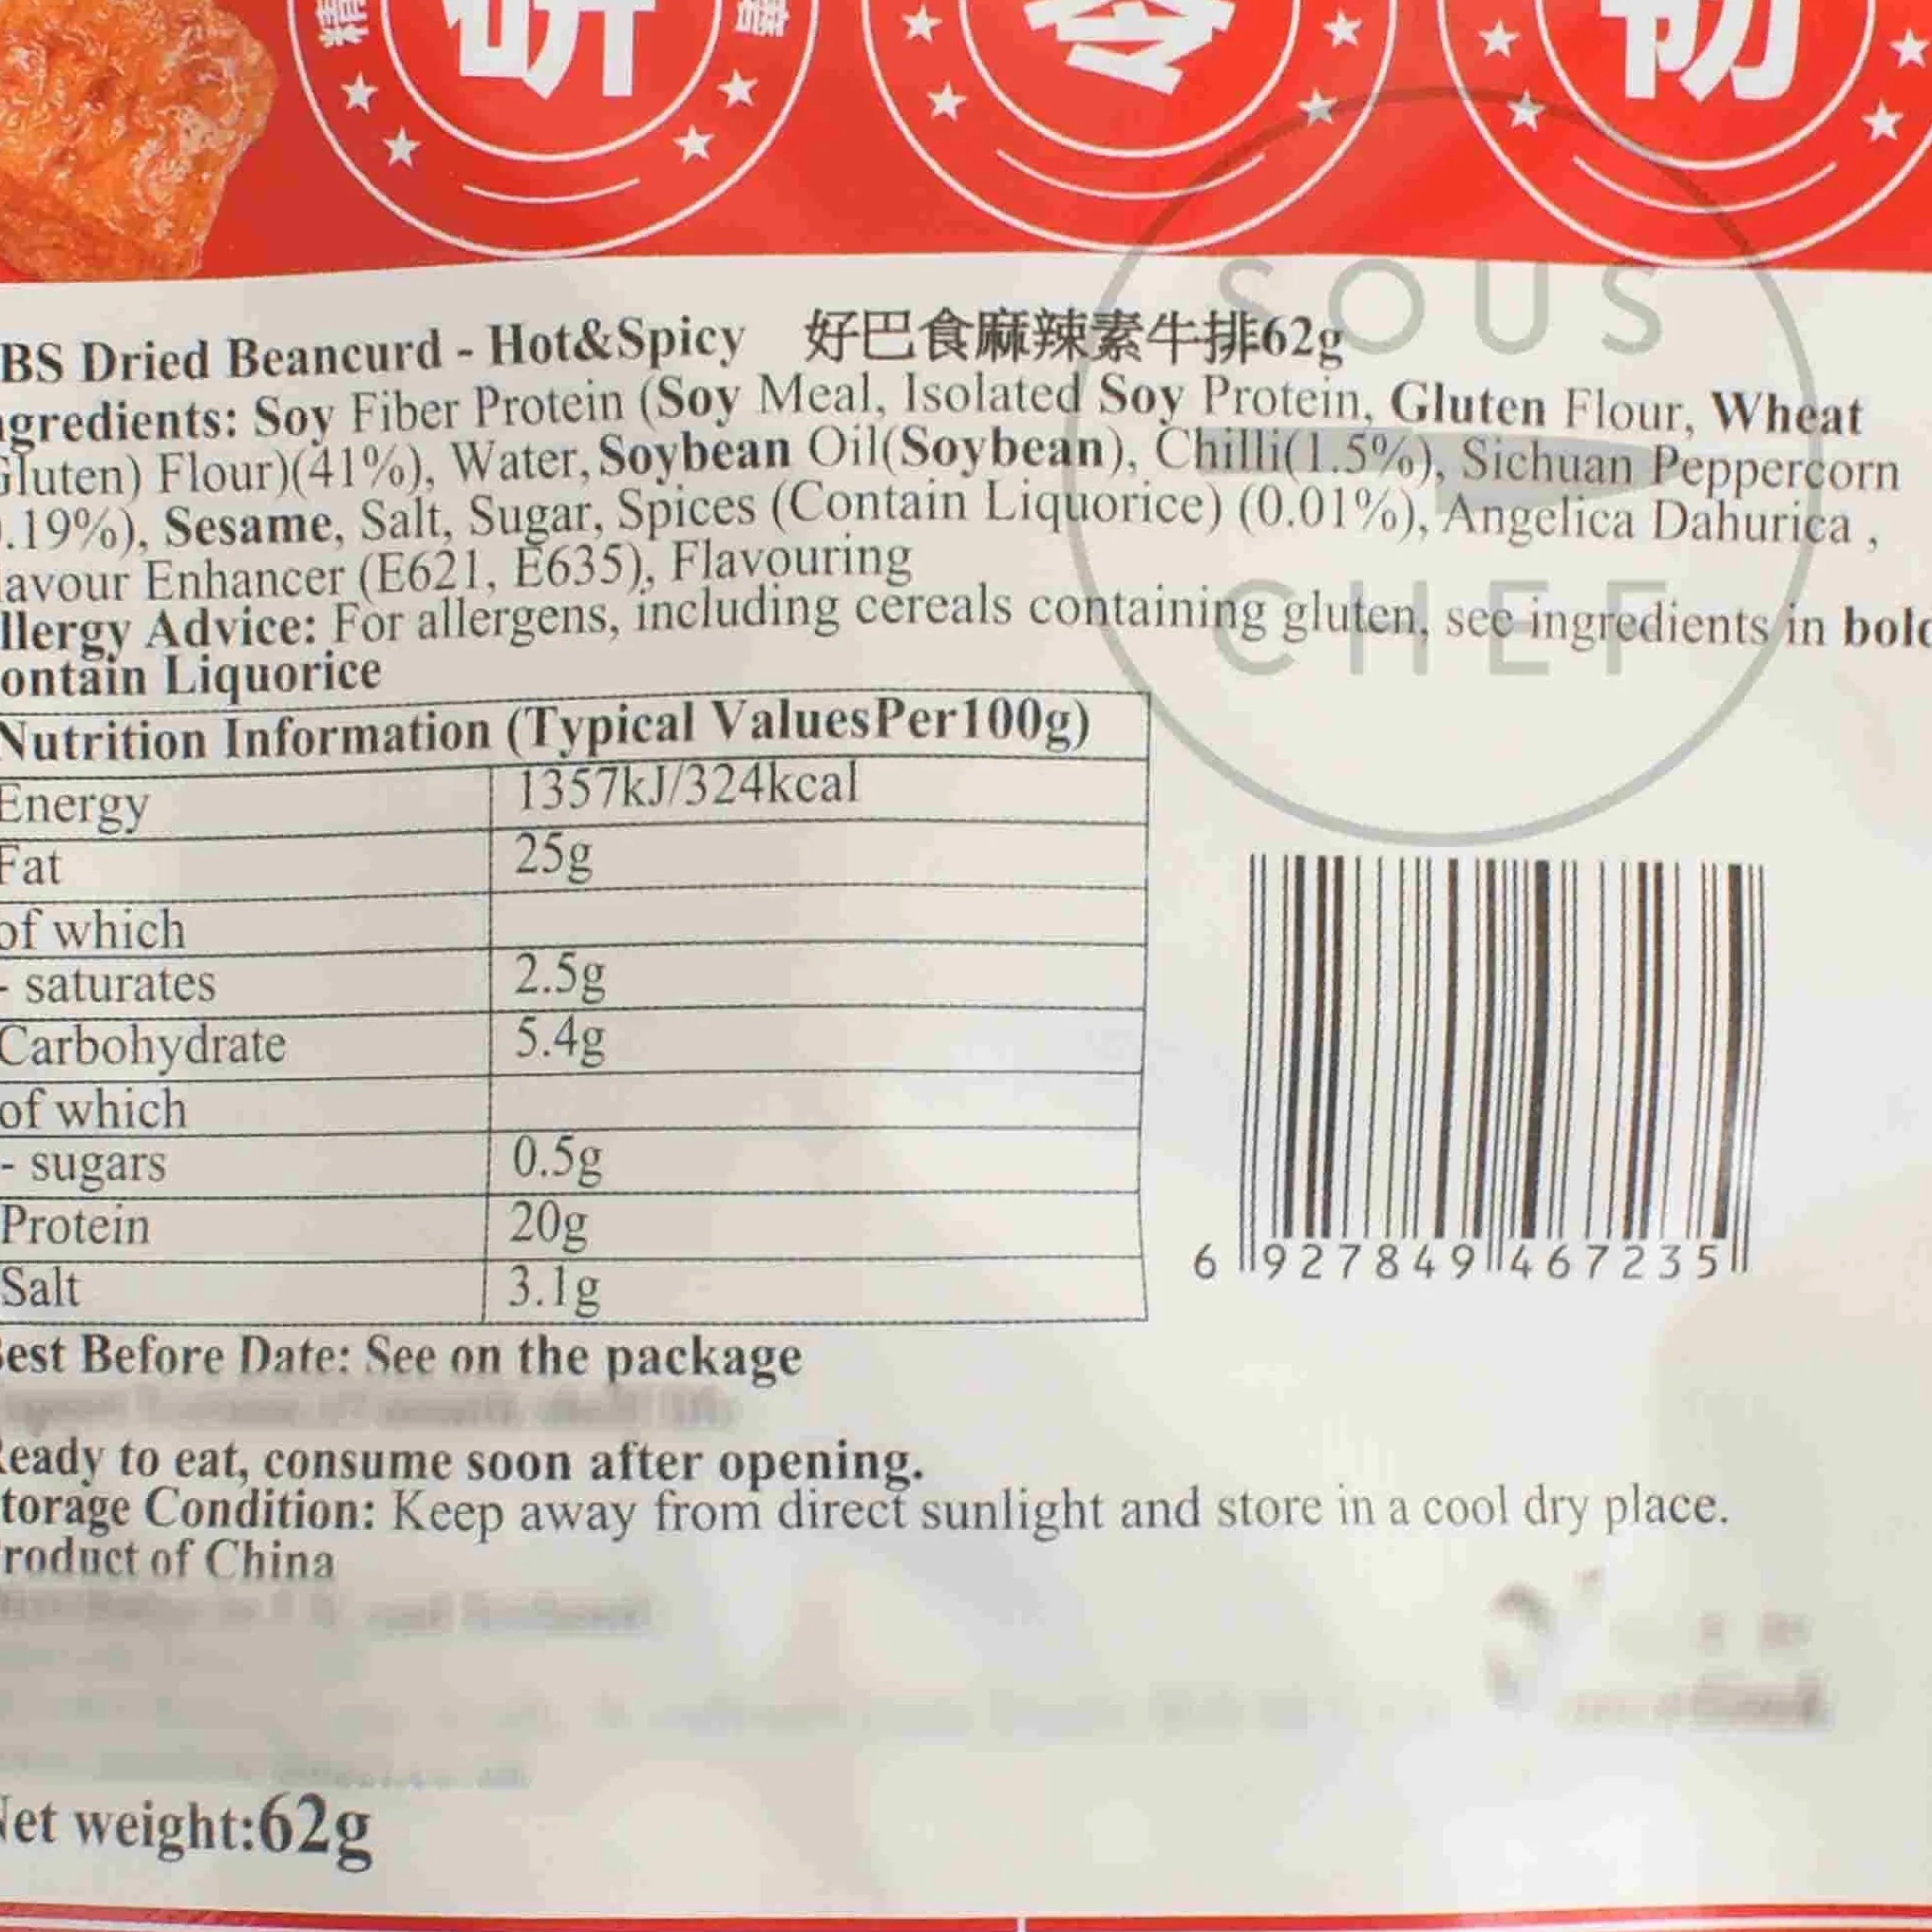 BS Dried Beancurd - Hot&Spicy 好巴食麻辣素牛排62g
gredients: Soy Fiber Protein (Soy Meal, Isolated Soy Protein, Gluten Flour, Wheat
Gluten) Flour)(41%), Water, Soybean Oil(Soybean), Chilli(1.5%), Sichuan Peppercorn
.19%), Sesame, Salt, Sugar, Spices (Contain Liquorice) (0.01%), Angelica Dahurica ,
avour Enhancer (E621, E635), Flavouring
llergy Advice: For allergens, including cereals containing gluten, see ingredients in bold
ontain Liquorice
Nutrition Information (Typical ValuesPer100g)
Energy 1357kJ/324kcal
Fat 25g
of which
- saturates 2.5g
Carbohydrate 5.4g
of which
- sugars 0.5g
Protein 20g
Salt 3.1g
est Before Date: See on the package
eady to eat, consume soon after opening.
torage Condition: Keep away from direct sunlight and store in a cool dry place.
roduct of China
et weight:62g
6 927849 467235
SOUS
CHEF